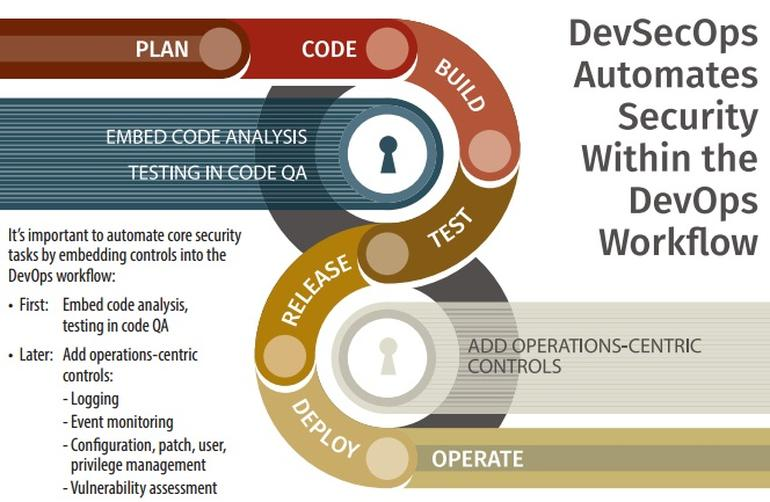 PLAN
CODE
BUILD
TEST
RELEASE
DEPLOY
OPERATE
EMBED CODE ANALYSIS
TESTING IN CODE QA
ADD OPERATIONS-CENTRIC
CONTROLS
DevSecOps
Automates
Security
Within the
DevOps
Workflow
It’s important to automate core security
tasks by embedding controls into the
DevOps workflow:
• First: Embed code analysis,
testing in code QA
• Later: Add operations-centric
controls:
- Logging
- Event monitoring
- Configuration, patch, user,
privilege management
- Vulnerability assessment